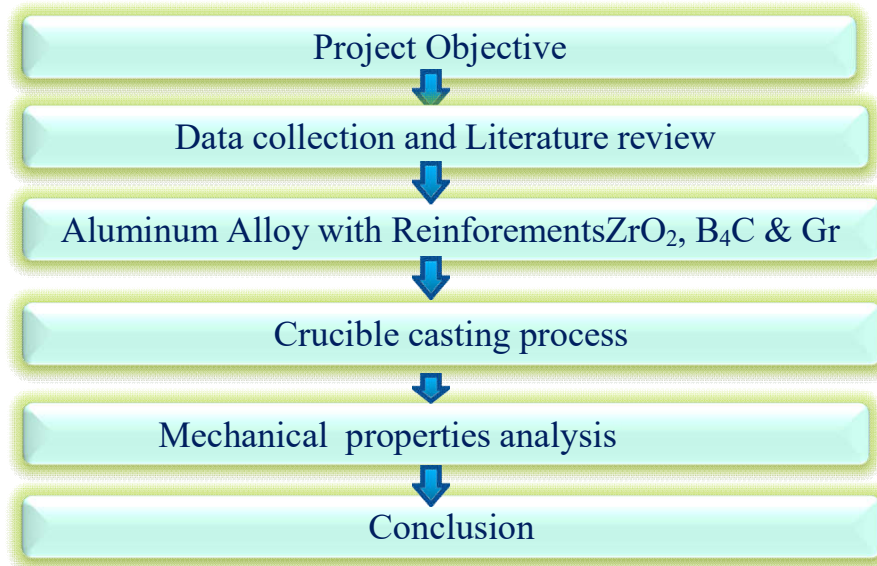 Project Objective
Data collection and Literature review
Aluminum Alloy with ReinforementsZrO₂, B₄C & Gr
Crucible casting process
Mechanical properties analysis
Conclusion